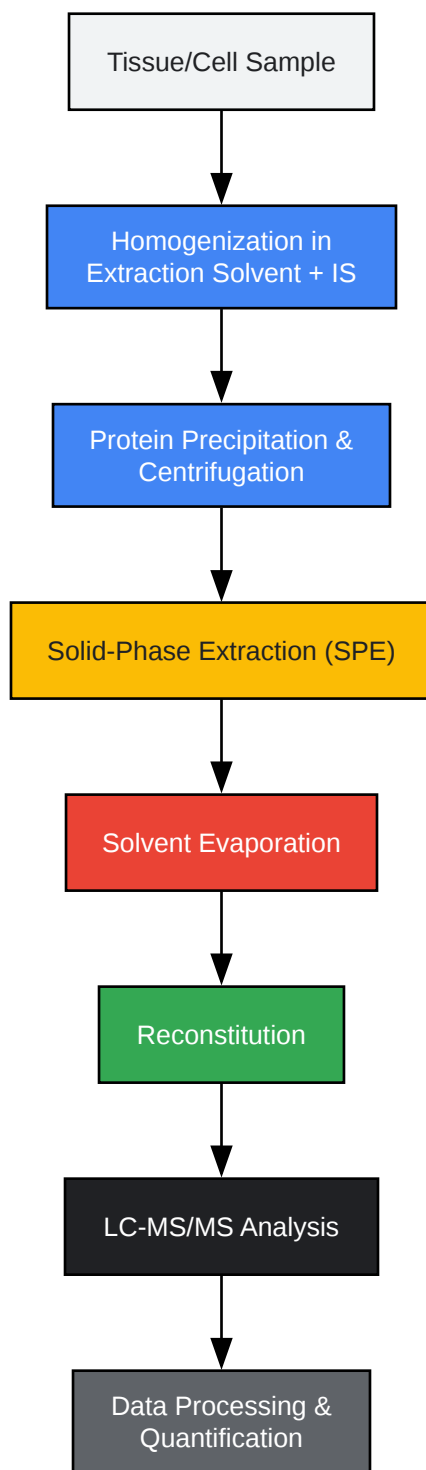 Tissue/Cell Sample
Homogenization in
Extraction Solvent + IS
Protein Precipitation &
Centrifugation
Solid-Phase Extraction (SPE)
Solvent Evaporation
Reconstitution
LC-MS/MS Analysis
Data Processing &
Quantification